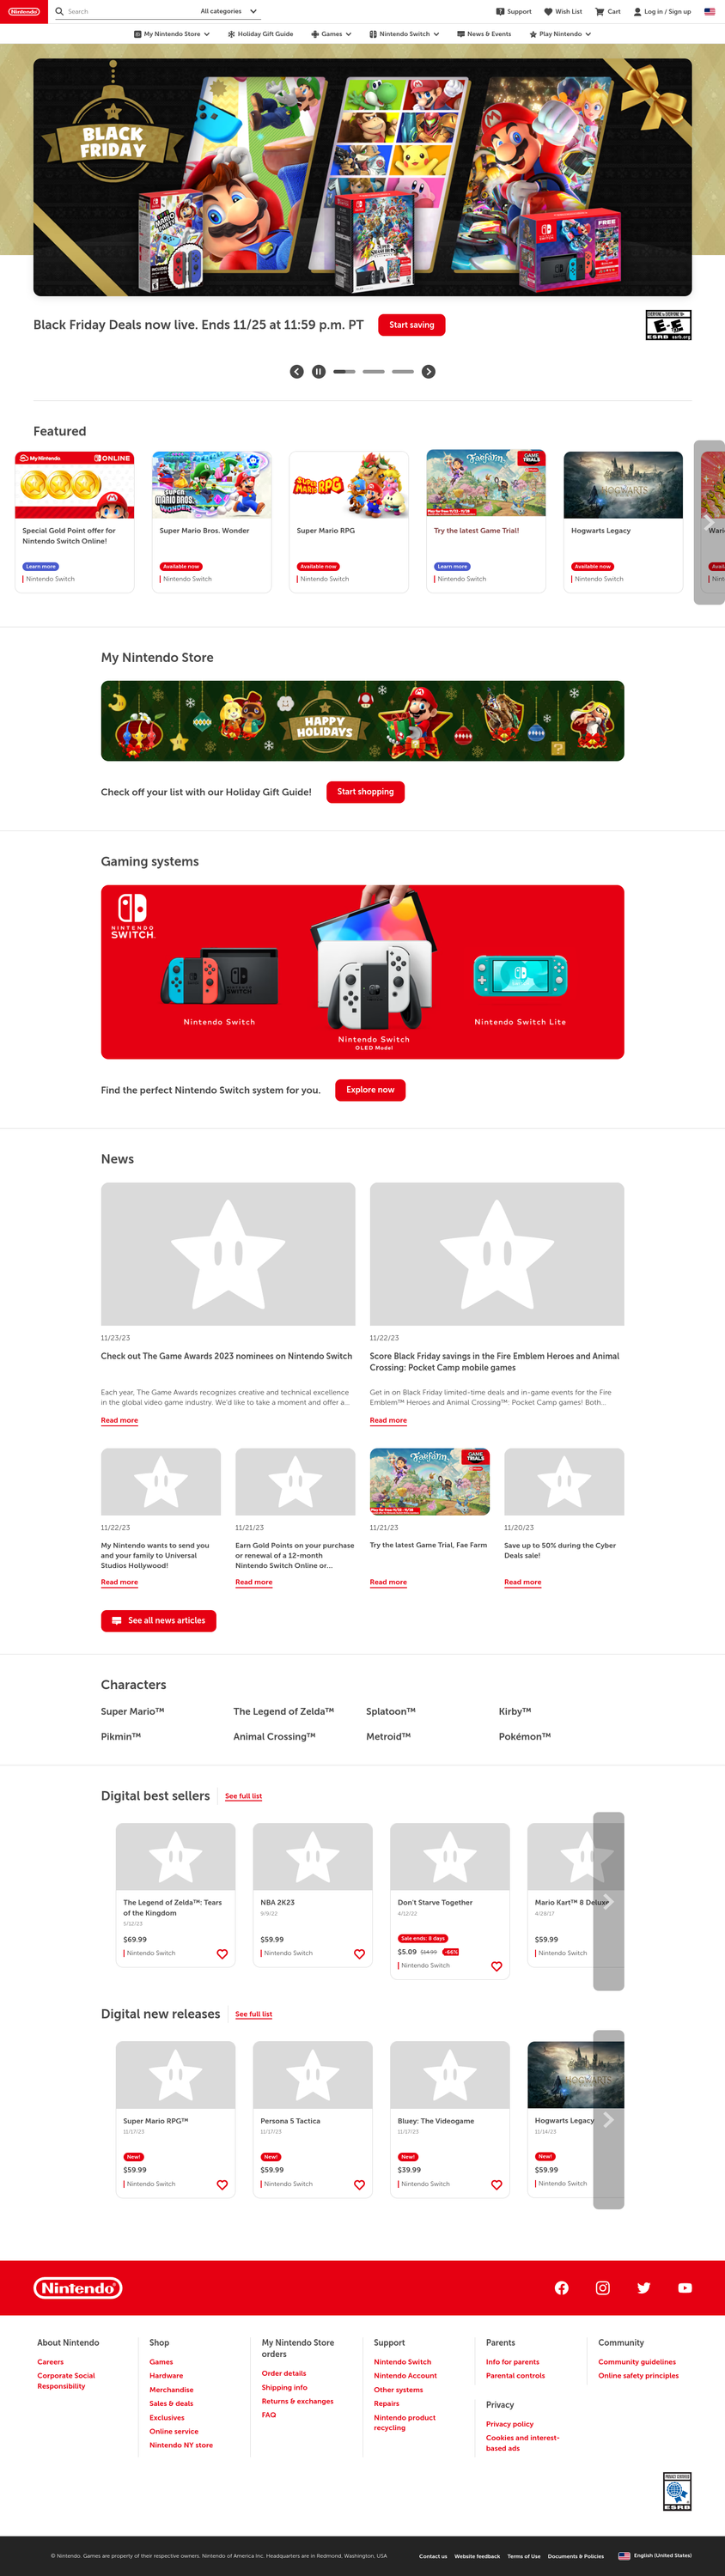 Nintendo
Search
All categories
Support
Wish List
Cart
Log in / Sign up
My Nintendo Store
Holiday Gift Guide
Games
Nintendo Switch
News & Events
Play Nintendo
BLACK
FRIDAY
Black Friday Deals now live. Ends 11/25 at 11:59 p.m. PT
Start saving
E-E
ESRB esrb.org
Featured
My Nintendo
ONLINE
Special Gold Point offer for
Nintendo Switch Online!
Learn more
Nintendo Switch
SUPER
MARIO BROS.
WONDER
Super Mario Bros. Wonder
Available now
Nintendo Switch
SUPER MARIO RPG
Super Mario RPG
Available now
Nintendo Switch
Faefarm
GAME
TRIALS
Try the latest Game Trial!
Learn more
Nintendo Switch
HOGWARTS
Hogwarts Legacy
Available now
Nintendo Switch
My Nintendo Store
HAPPY
HOLIDAYS
Check off your list with our Holiday Gift Guide!
Start shopping
Gaming systems
NINTENDO
SWITCH.
Nintendo Switch
Nintendo Switch
OLED Model
Nintendo Switch Lite
Find the perfect Nintendo Switch system for you.
Explore now
News
11/23/23
Check out The Game Awards 2023 nominees on Nintendo Switch
Each year, The Game Awards recognizes creative and technical excellence
in the global video game industry. We'd like to take a moment and offer a...
Read more
11/22/23
Score Black Friday savings in the Fire Emblem Heroes and Animal
Crossing: Pocket Camp mobile games
Get in on Black Friday limited-time deals and in-game events for the Fire
Emblem™ Heroes and Animal Crossing™: Pocket Camp games! Both...
Read more
11/22/23
My Nintendo wants to send you
and your family to Universal
Studios Hollywood!
Read more
11/21/23
Earn Gold Points on your purchase
or renewal of a 12-month
Nintendo Switch Online or...
Read more
Faefarm
GAME
TRIALS
11/21/23
Try the latest Game Trial, Fae Farm
Read more
11/20/23
Save up to 50% during the Cyber
Deals sale!
Read more
See all news articles
Characters
Super Mario™
The Legend of Zelda™
Splatoon™
Kirby™
Pikmin™
Animal Crossing™
Metroid™
Pokémon™
Digital best sellers
See full list
The Legend of Zelda™: Tears
of the Kingdom
5/12/23
$69.99
Nintendo Switch
NBA 2K23
9/9/22
$59.99
Nintendo Switch
Don't Starve Together
4/12/22
Sale ends: 8 days
$5.09 $14.99 -66%
Nintendo Switch
Mario Kart™ 8 Deluxe
4/28/17
$59.99
Nintendo Switch
Digital new releases
See full list
Super Mario RPG™
11/17/23
New!
$59.99
Nintendo Switch
Persona 5 Tactica
11/17/23
New!
$59.99
Nintendo Switch
Bluey: The Videogame
11/17/23
New!
$39.99
Nintendo Switch
HOGWARTS
Hogwarts Legacy
11/14/23
New!
$59.99
Nintendo Switch
Nintendo
About Nintendo
Careers
Corporate Social
Responsibility
Shop
Games
Hardware
Merchandise
Sales & deals
Exclusives
Online service
Nintendo NY store
My Nintendo Store
orders
Order details
Shipping info
Returns & exchanges
FAQ
Support
Nintendo Switch
Nintendo Account
Other systems
Repairs
Nintendo product
recycling
Parents
Info for parents
Parental controls
Privacy
Privacy policy
Cookies and interest-
based ads
Community
Community guidelines
Online safety principles
PRIVACY CERTIFIED
ESRB
© Nintendo. Games are property of their respective owners. Nintendo of America Inc. Headquarters are in Redmond, Washington, USA
Contact us
Website feedback
Terms of Use
Documents & Policies
English (United States)